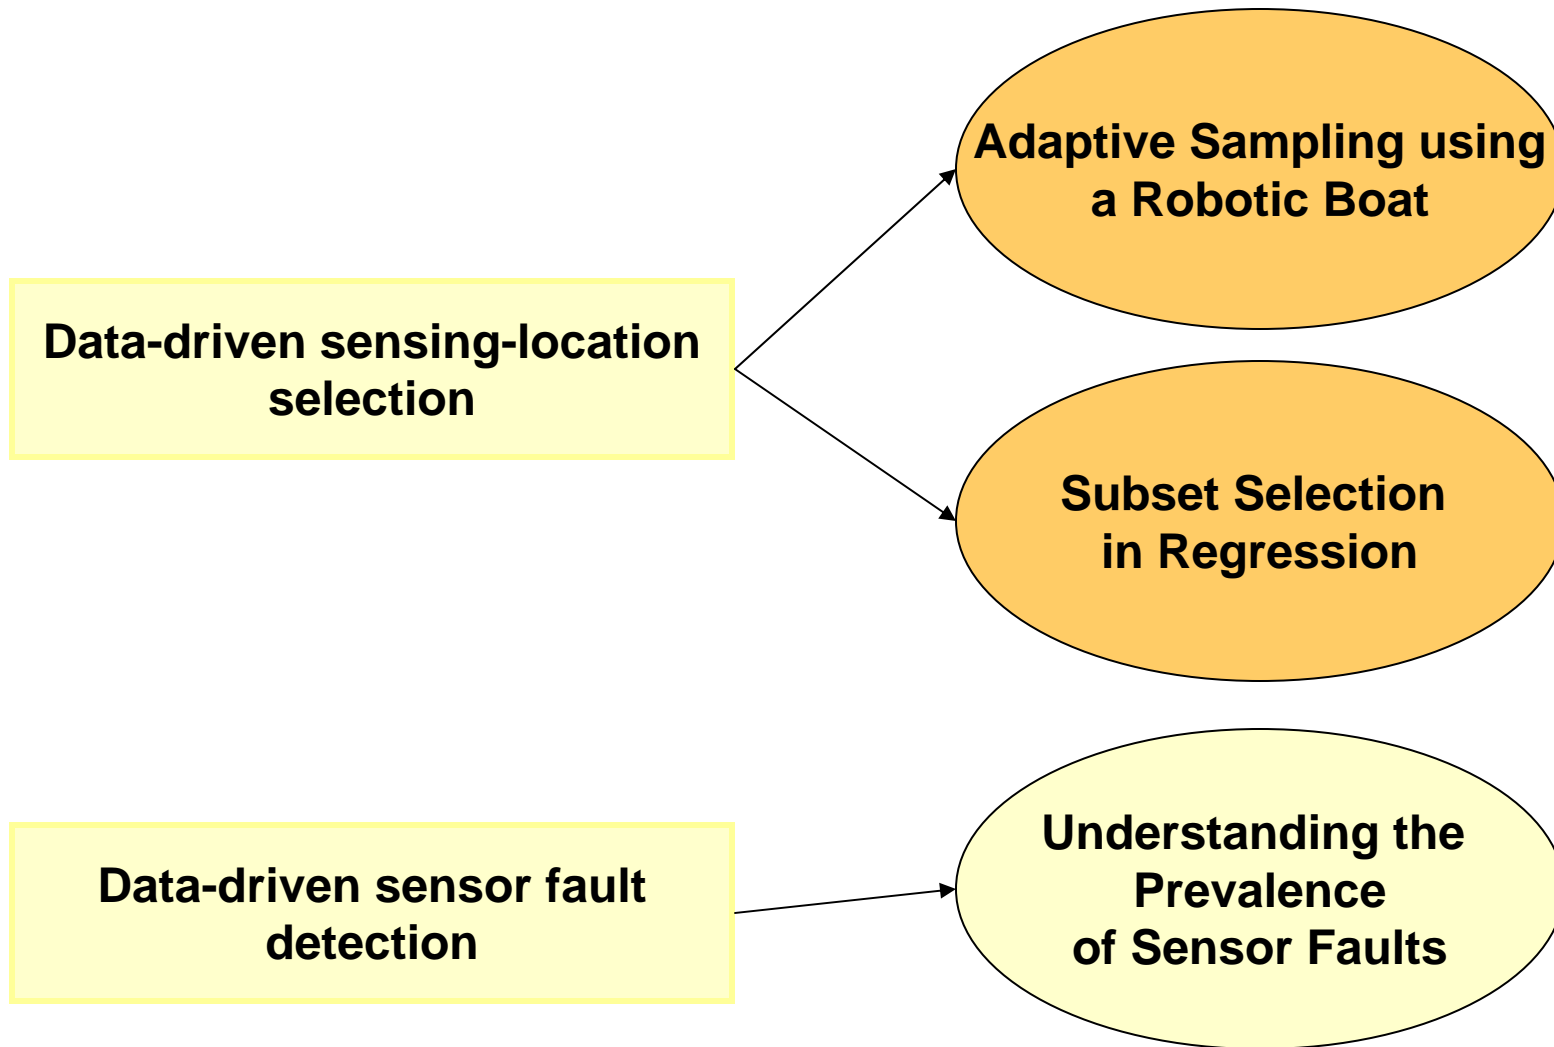 Adaptive Sampling using
a Robotic Boat
Data-driven sensing-location
selection
Subset Selection
in Regression
Understanding the
Prevalence
of Sensor Faults
Data-driven sensor fault
detection